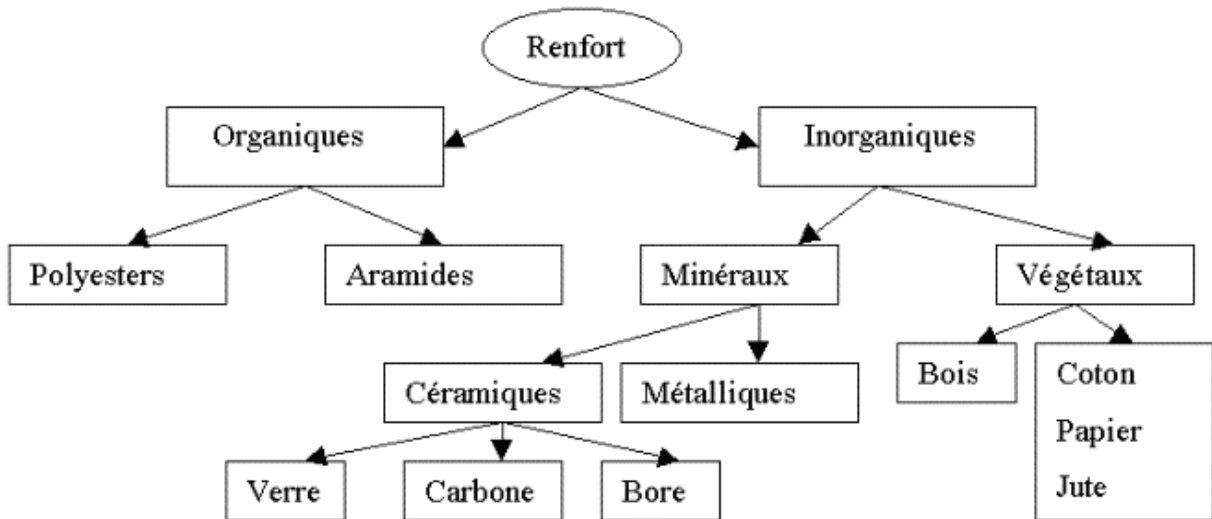 Renfort
Organiques
Inorganiques
Polyesters
Aramides
Minéraux
Végétaux
Céramiques
Métalliques
Bois
Coton
Papier
Jute
Verre
Carbone
Bore